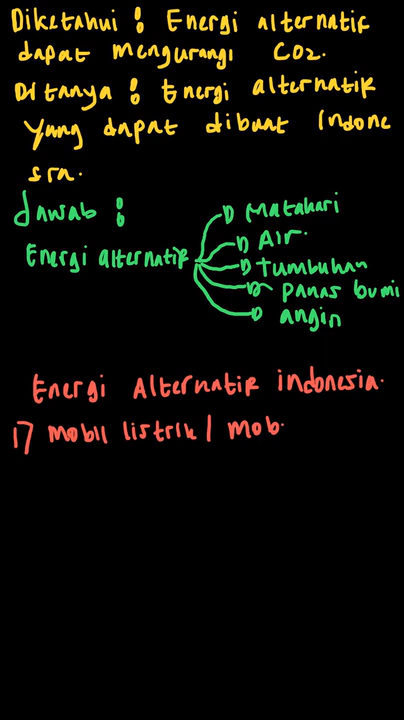 Diketahui : Energi alternatif
dapat mengurangi CO2.
Ditanya : Energi alternatif
yang dapat dibuat Indone
sia.
Jawab :
Energi alternatif
Matahari
Air.
Tumbuhan
Panas bumi
angin
Energi Alternatif indonesia.
1) Mobil listrik / Mob.